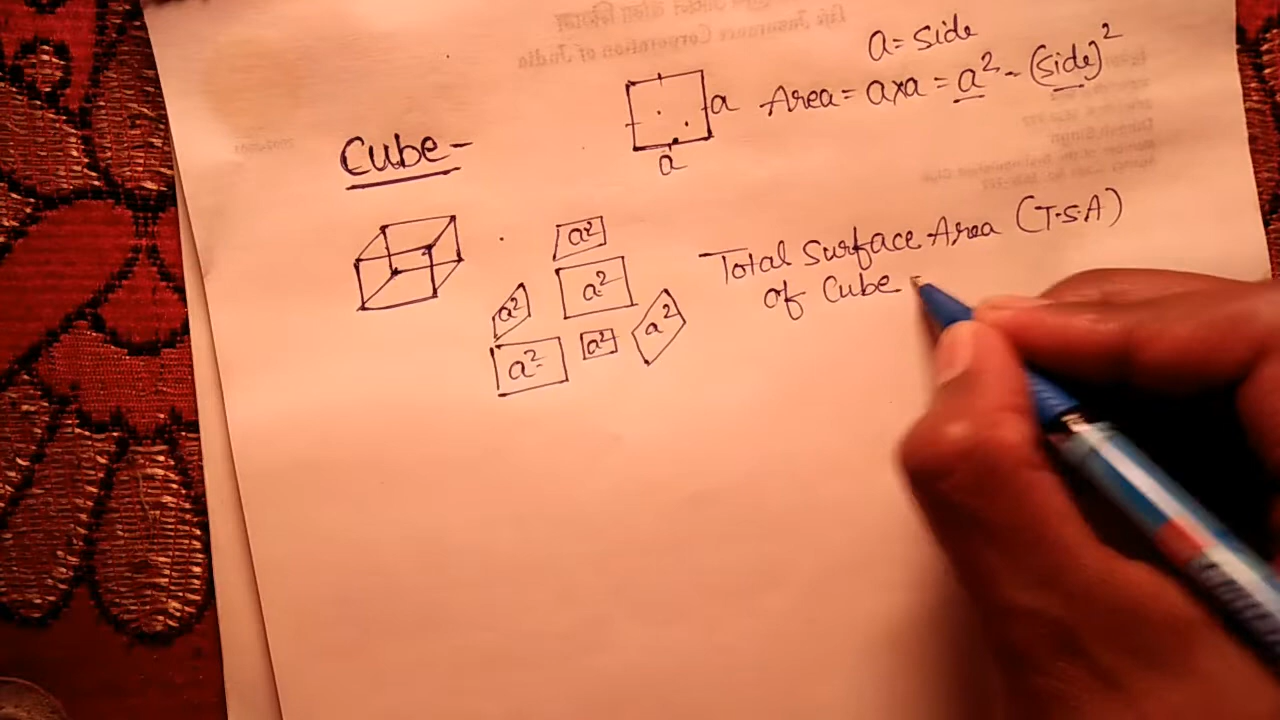 a = side
Area = a×a = a² - (side)²
a
a
Cube-
a²
a²
a²
a²
a²
a²
Total Surface Area (T.S.A)
of Cube